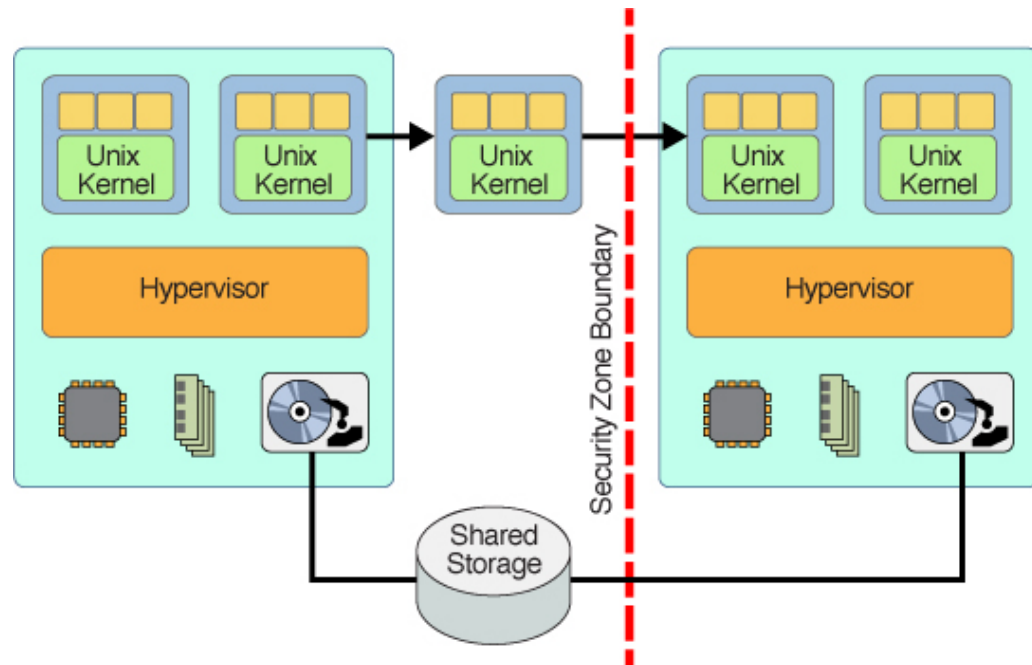 Unix
Kernel
Unix
Kernel
Unix
Kernel
Unix
Kernel
Unix
Kernel
Hypervisor
Hypervisor
Security Zone Boundary
Shared
Storage